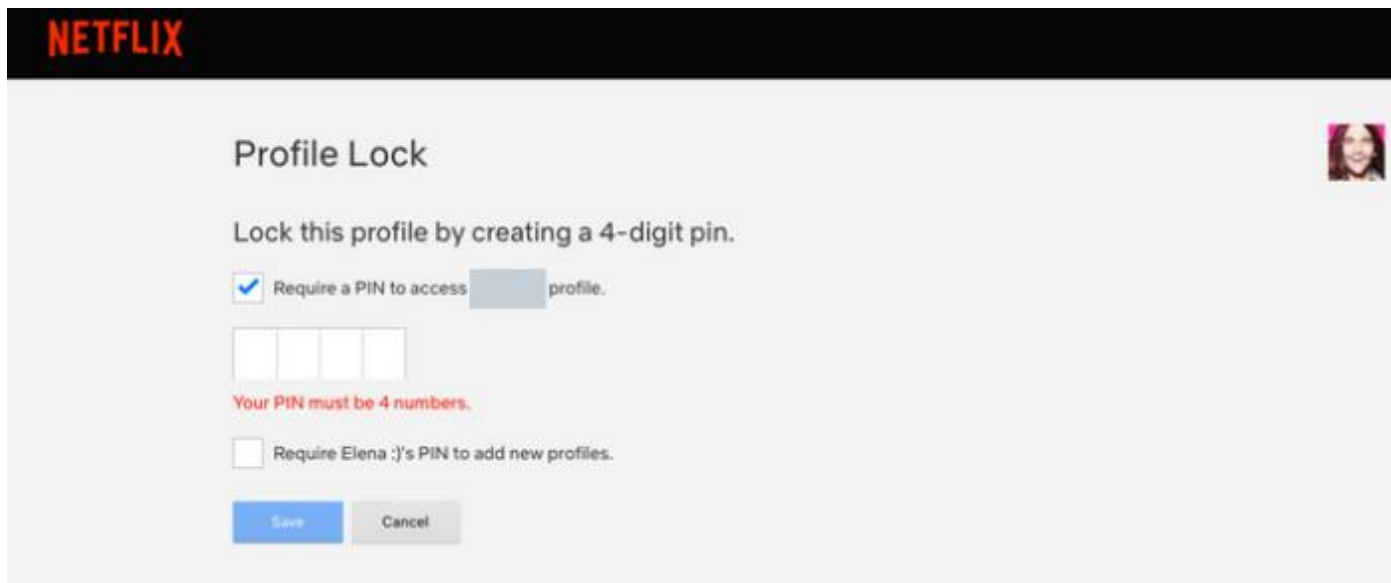 NETFLIX
Profile Lock
Lock this profile by creating a 4-digit pin.
Require a PIN to access profile.
Your PIN must be 4 numbers.
Require Elena :)'s PIN to add new profiles.
Save Cancel